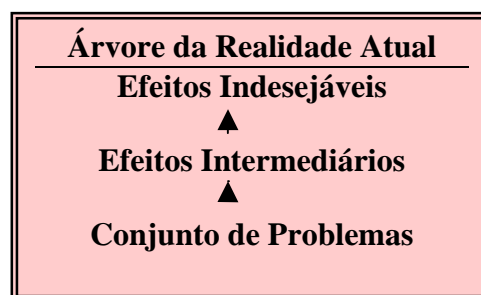 Árvore da Realidade Atual
Efeitos Indesejáveis
Efeitos Intermediários
Conjunto de Problemas